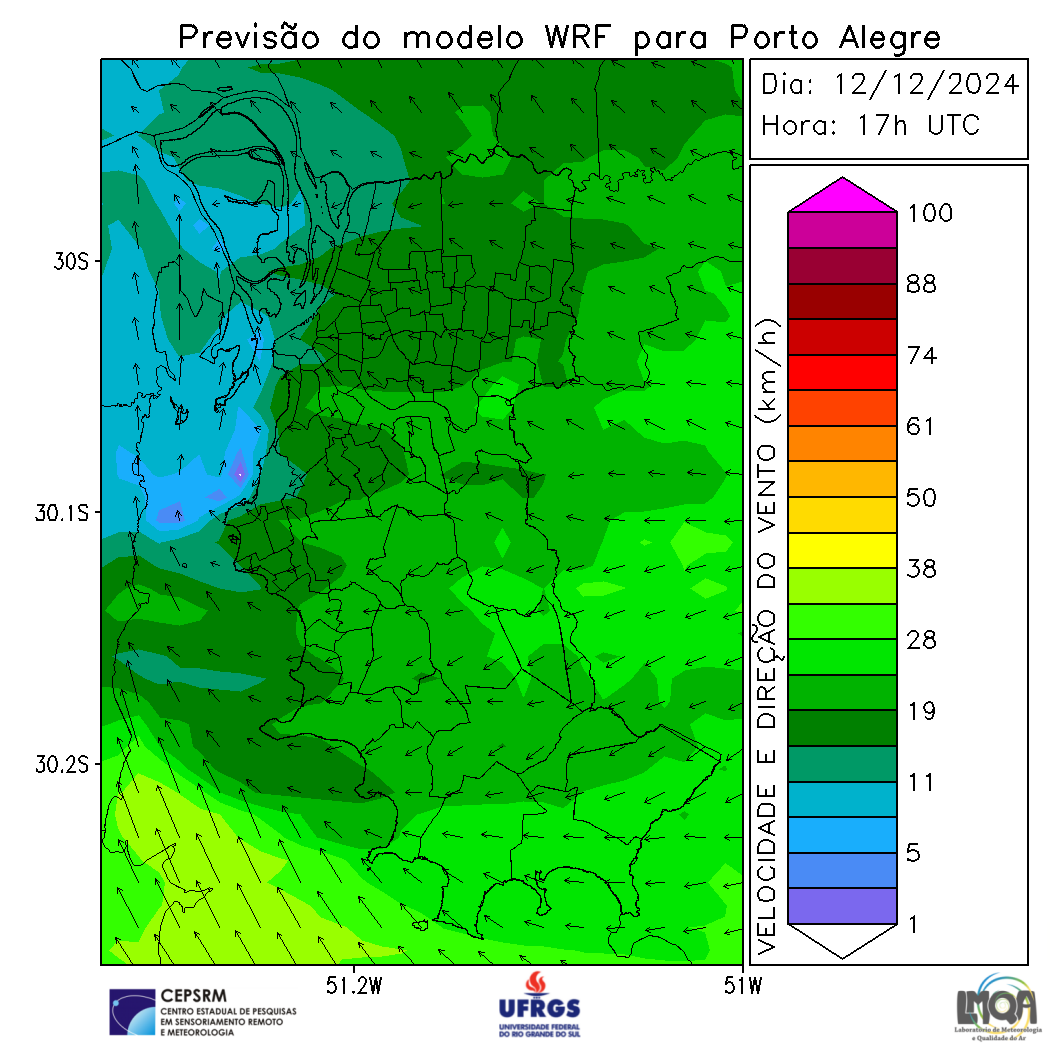 Previsão do modelo WRF para Porto Alegre
Dia: 12/12/2024
Hora: 17h UTC
30S
30.1S
30.2S
51.2W
51W
VELOCIDADE E DIREÇÃO DO VENTO (km/h)
100
88
74
61
50
38
28
19
11
5
1
CEPSRM
CENTRO ESTADUAL DE PESQUISAS
EM SENSORIAMENTO REMOTO
E METEOROLOGIA
UFRGS
UNIVERSIDADE FEDERAL
DO RIO GRANDE DO SUL
LMQA
Laboratório de Meteorologia
e Qualidade do Ar